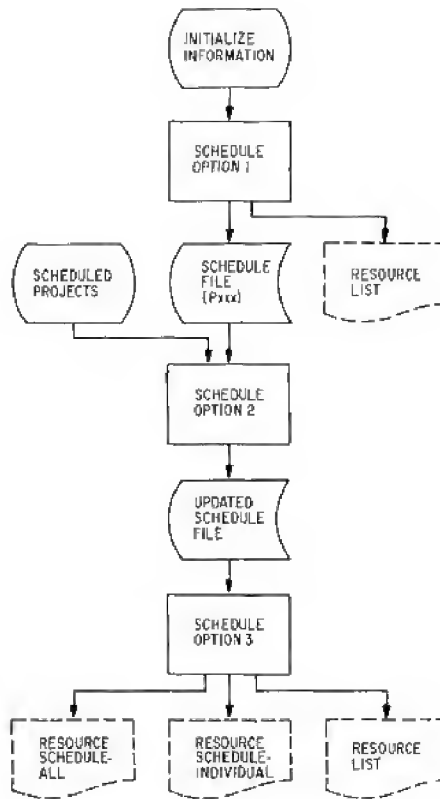 INITIALIZE
INFORMATION
SCHEDULE
OPTION 1
SCHEDULED
PROJECTS
SCHEDULE
FILE
(Pxxx)
RESOURCE
LIST
SCHEDULE
OPTION 2
UPDATED
SCHEDULE
FILE
SCHEDULE
OPTION 3
RESOURCE
SCHEDULE-
ALL
RESOURCE
SCHEDULE-
INDIVIDUAL
RESOURCE
LIST